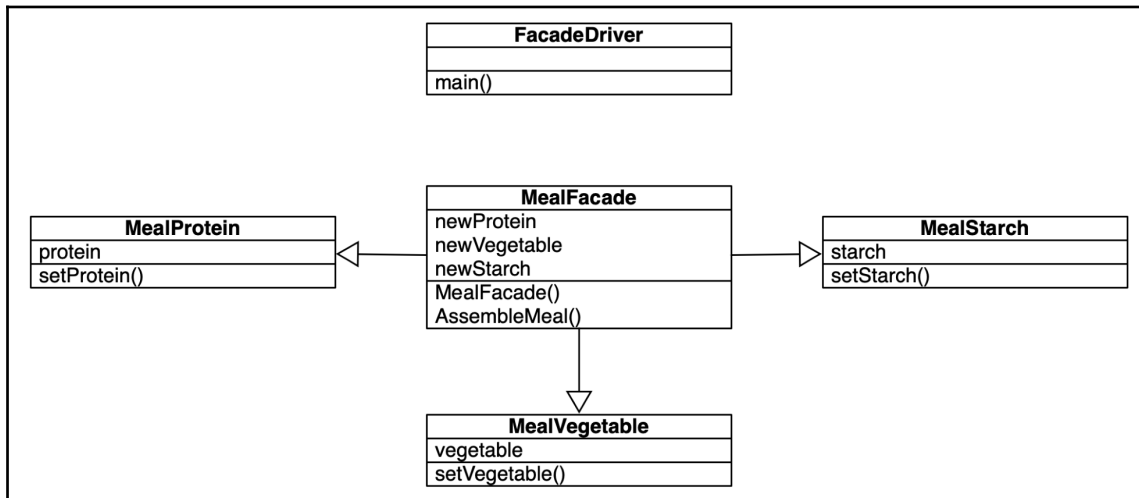 FacadeDriver
main()
MealProtein
protein
setProtein()
MealFacade
newProtein
newVegetable
newStarch
MealFacade()
AssembleMeal()
MealStarch
starch
setStarch()
MealVegetable
vegetable
setVegetable()